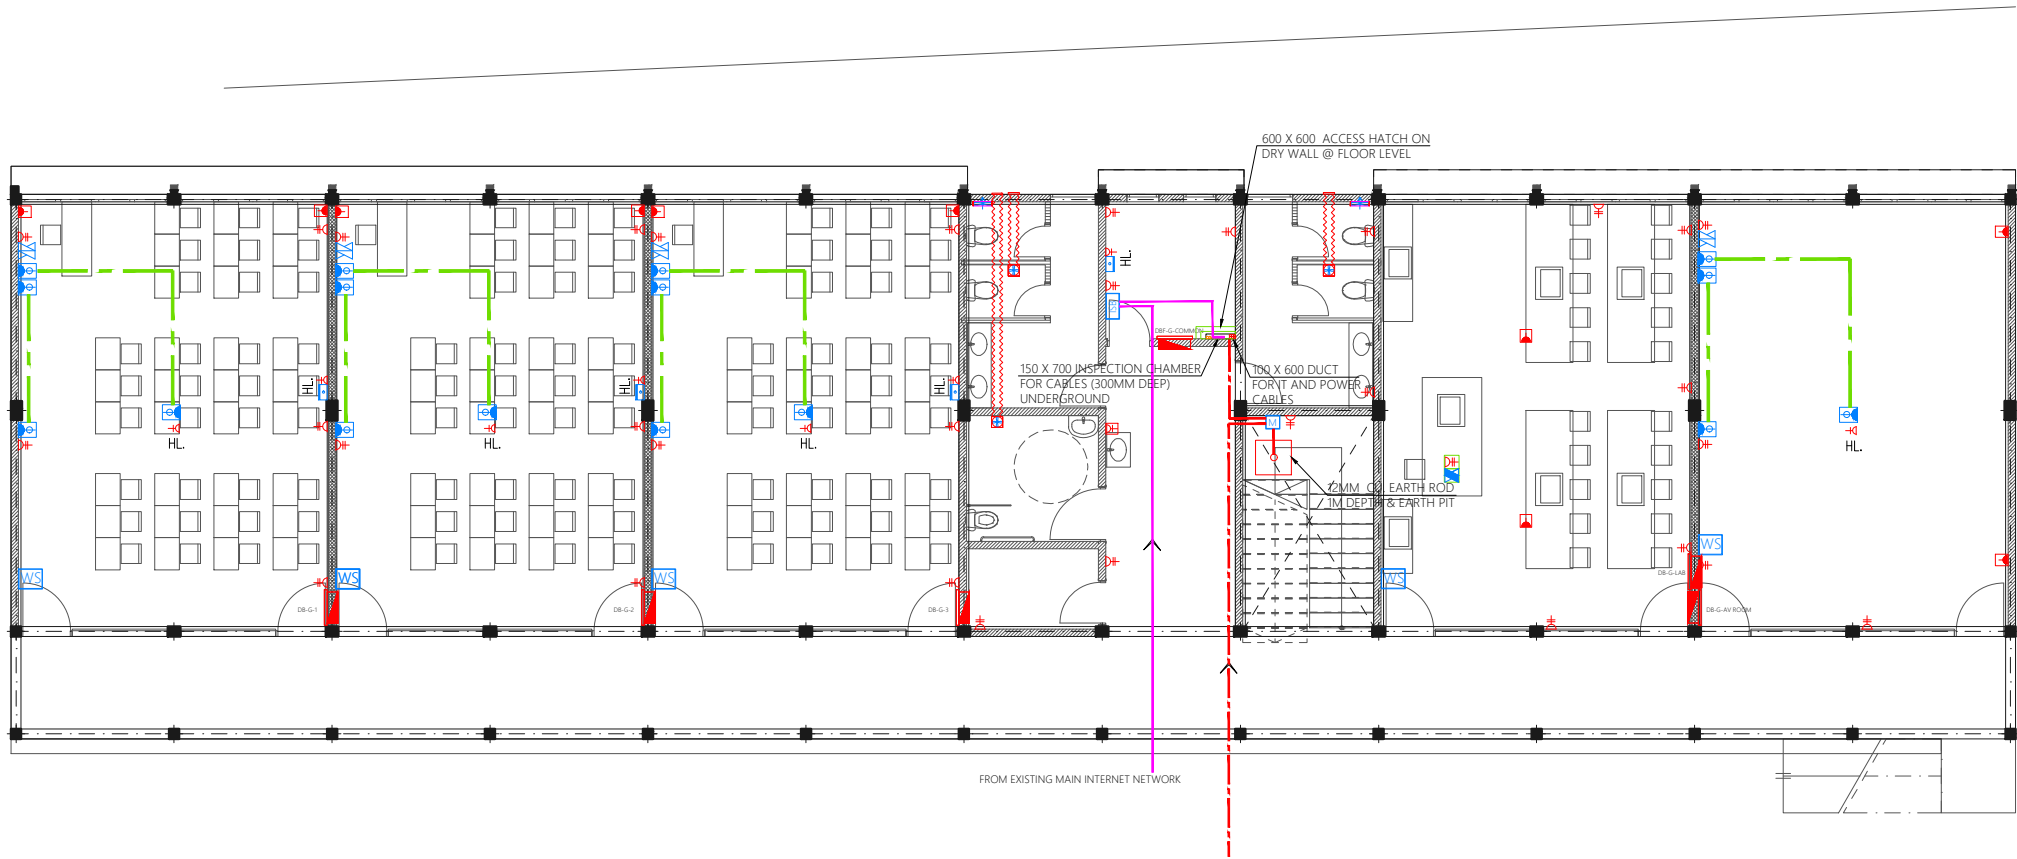 600 X 600 ACCESS HATCH ON
DRY WALL @ FLOOR LEVEL
HL.
DBF-G-COMMON
150 X 700 INSPECTION CHAMBER
FOR CABLES (300MM DEEP)
UNDERGROUND
100 X 600 DUCT
FOR IT AND POWER
CABLES
HL.
HL.
HL.
HL.
HL.
HL.
HL.
M
12MM CU EARTH ROD
1M DEPTH & EARTH PIT
WS
WS
WS
WS
WS
DB-G-1
DB-G-2
DB-G-3
DB-G-LAB
DB-G-AV ROOM
FROM EXISTING MAIN INTERNET NETWORK